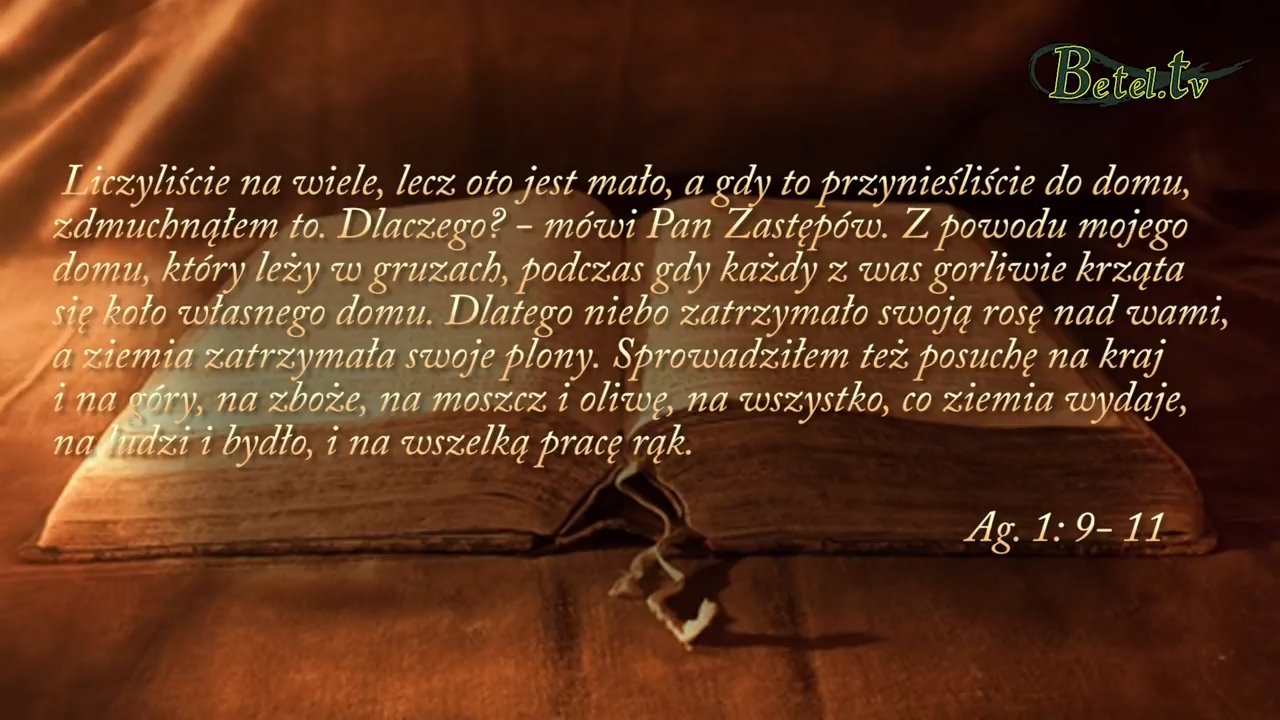 Betel.tv
Liczyliście na wiele, lecz oto jest mało, a gdy to przynieśliście do domu,
zdmuchnąłem to. Dlaczego? - mówi Pan Zastępów. Z powodu mojego
domu, który leży w gruzach, podczas gdy każdy z was gorliwie krząta
się koło własnego domu. Dlatego niebo zatrzymało swoją rosę nad wami,
a ziemia zatrzymała swoje plony. Sprowadziłem też posuchę na kraj
i na góry, na zboże, na moszcz i oliwę, na wszystko, co ziemia wydaje,
na ludzi i bydło, i na wszelką pracę rąk.
Ag. 1: 9- 11